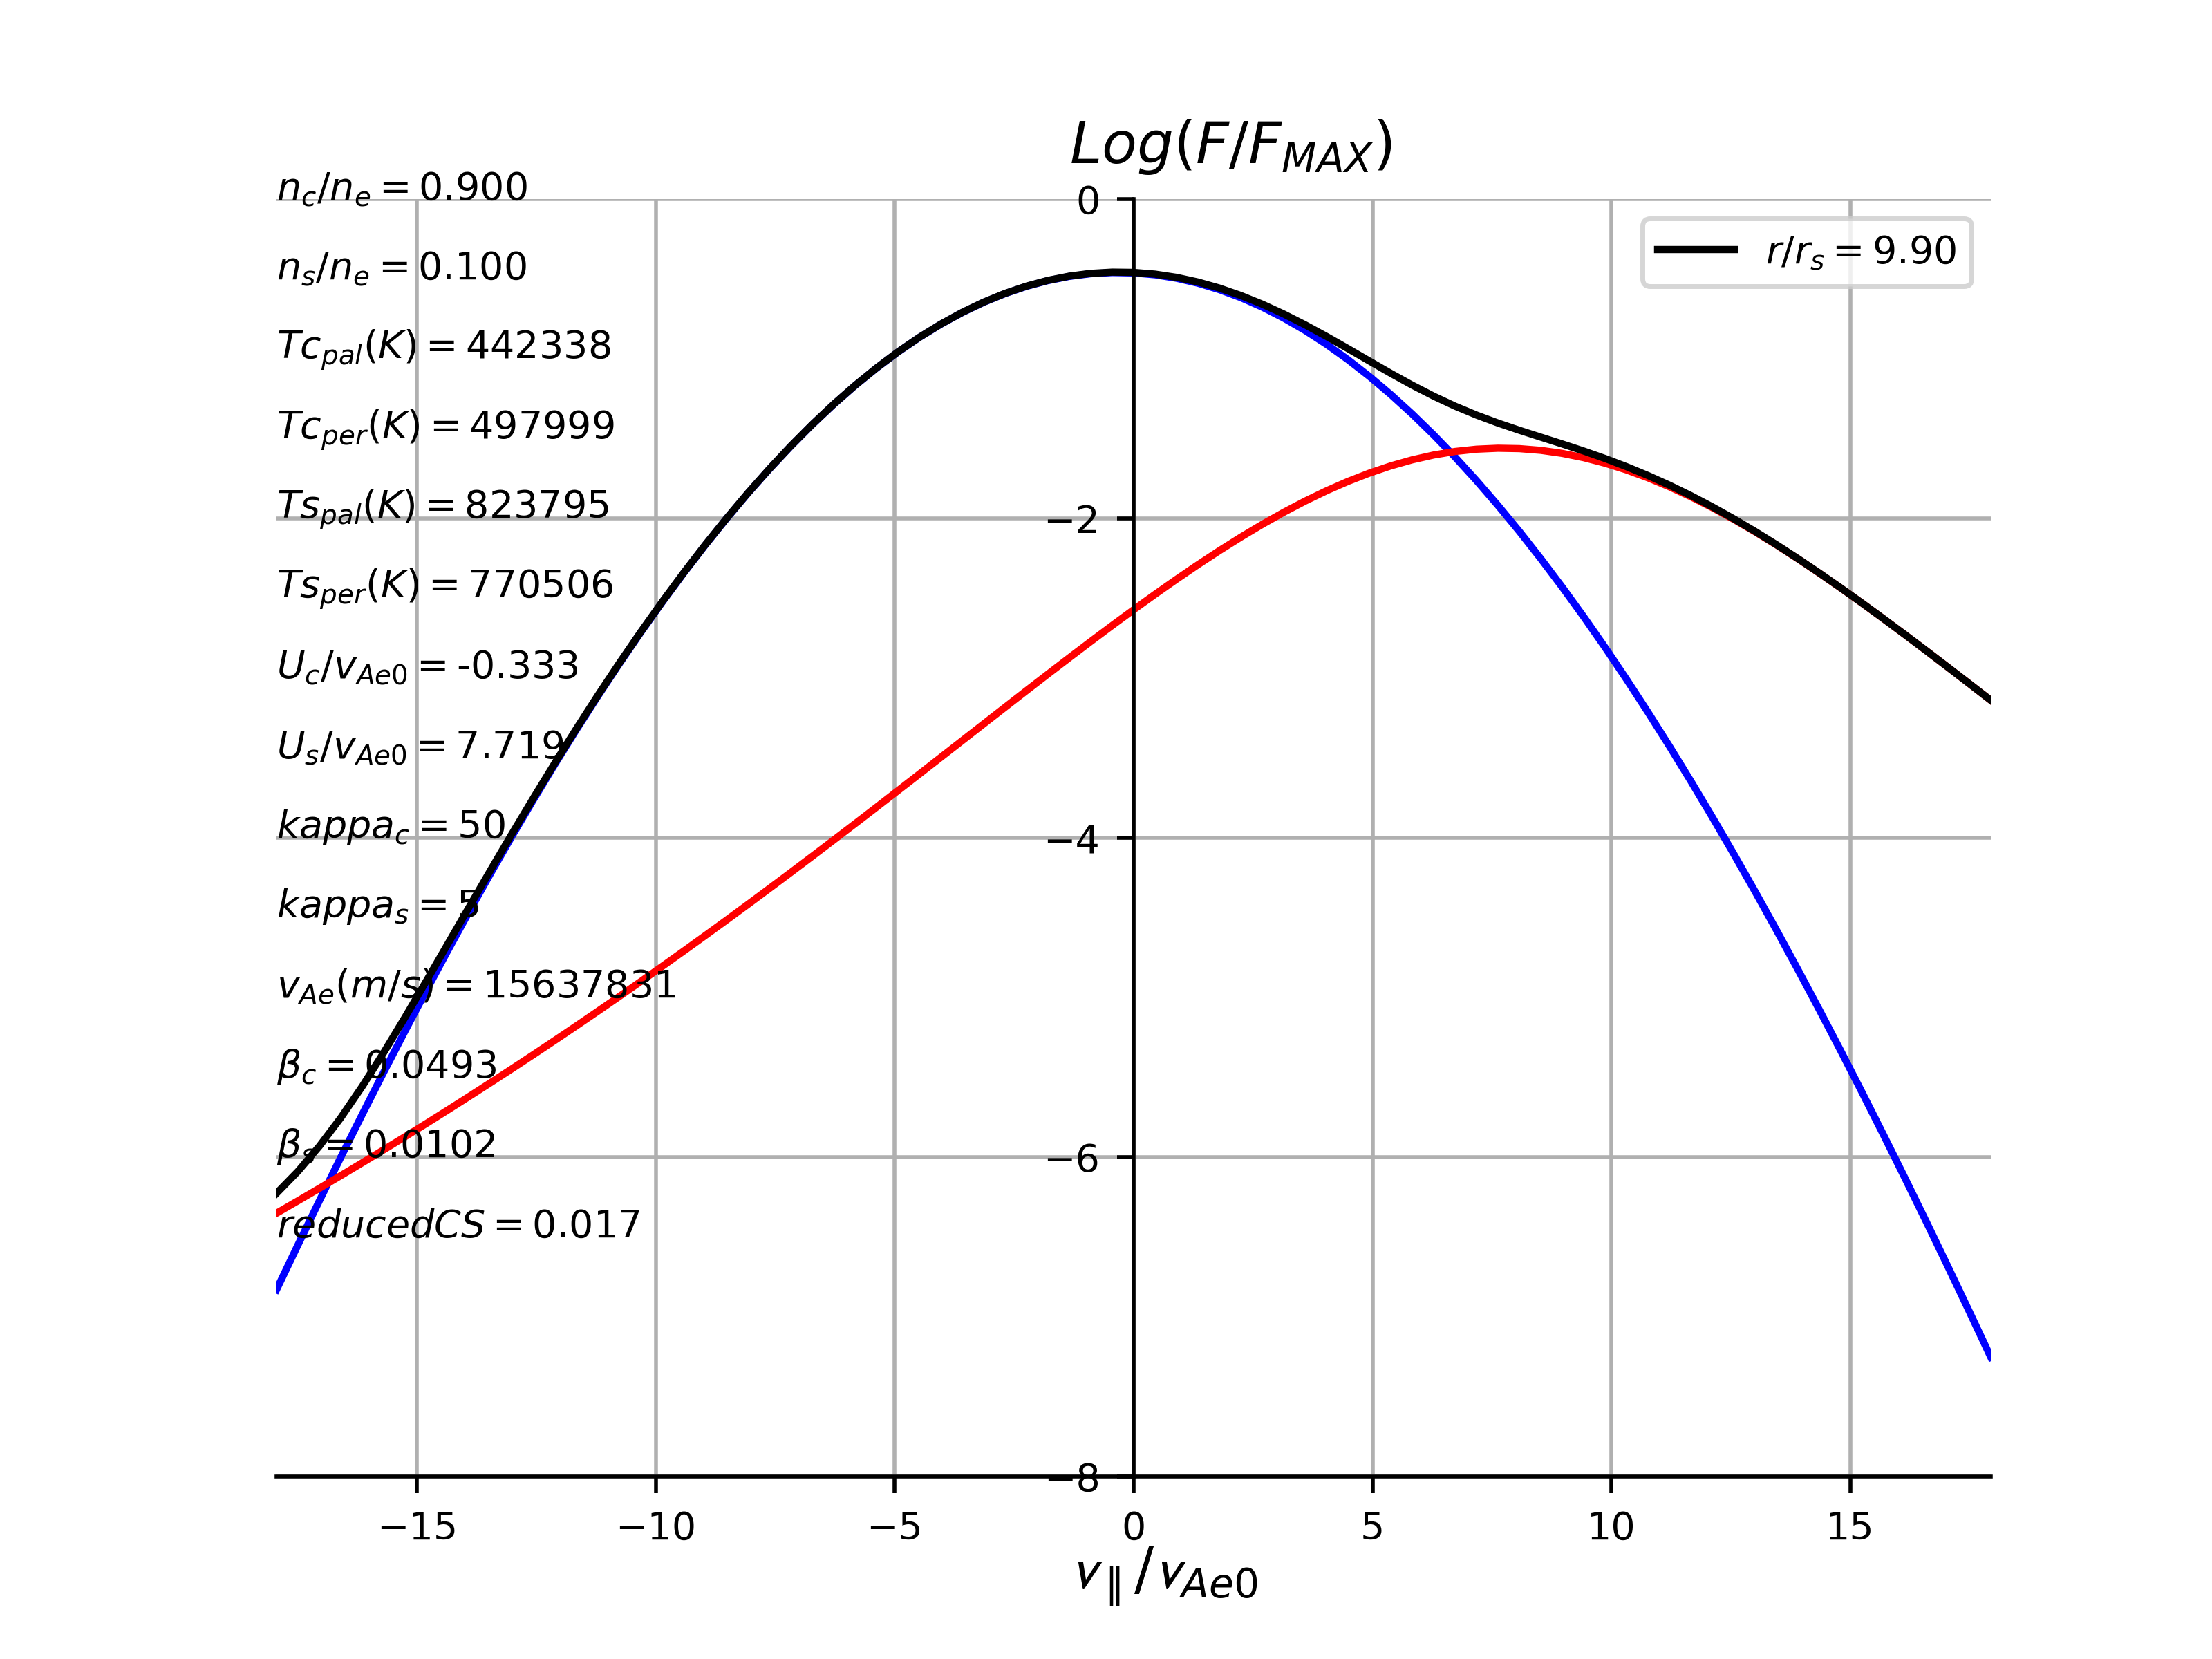 Log(F/F_MAX)
n_c/n_e = 0.900
n_s/n_e = 0.100
Tc_pal(K) = 442338
Tc_per(K) = 497999
Ts_pal(K) = 823795
Ts_per(K) = 770506
U_c/v_Ae0 = -0.333
U_s/v_Ae0 = 7.719
kappa_c = 50
kappa_s = 5
v_Ae(m/s) = 15637831
β_c = 0.0493
β_s = 0.0102
reducedCS = 0.017
r/r_s = 9.90
0
−2
−4
−6
−8
−15 −10 −5 0 5 10 15
v_∥/v_Ae0